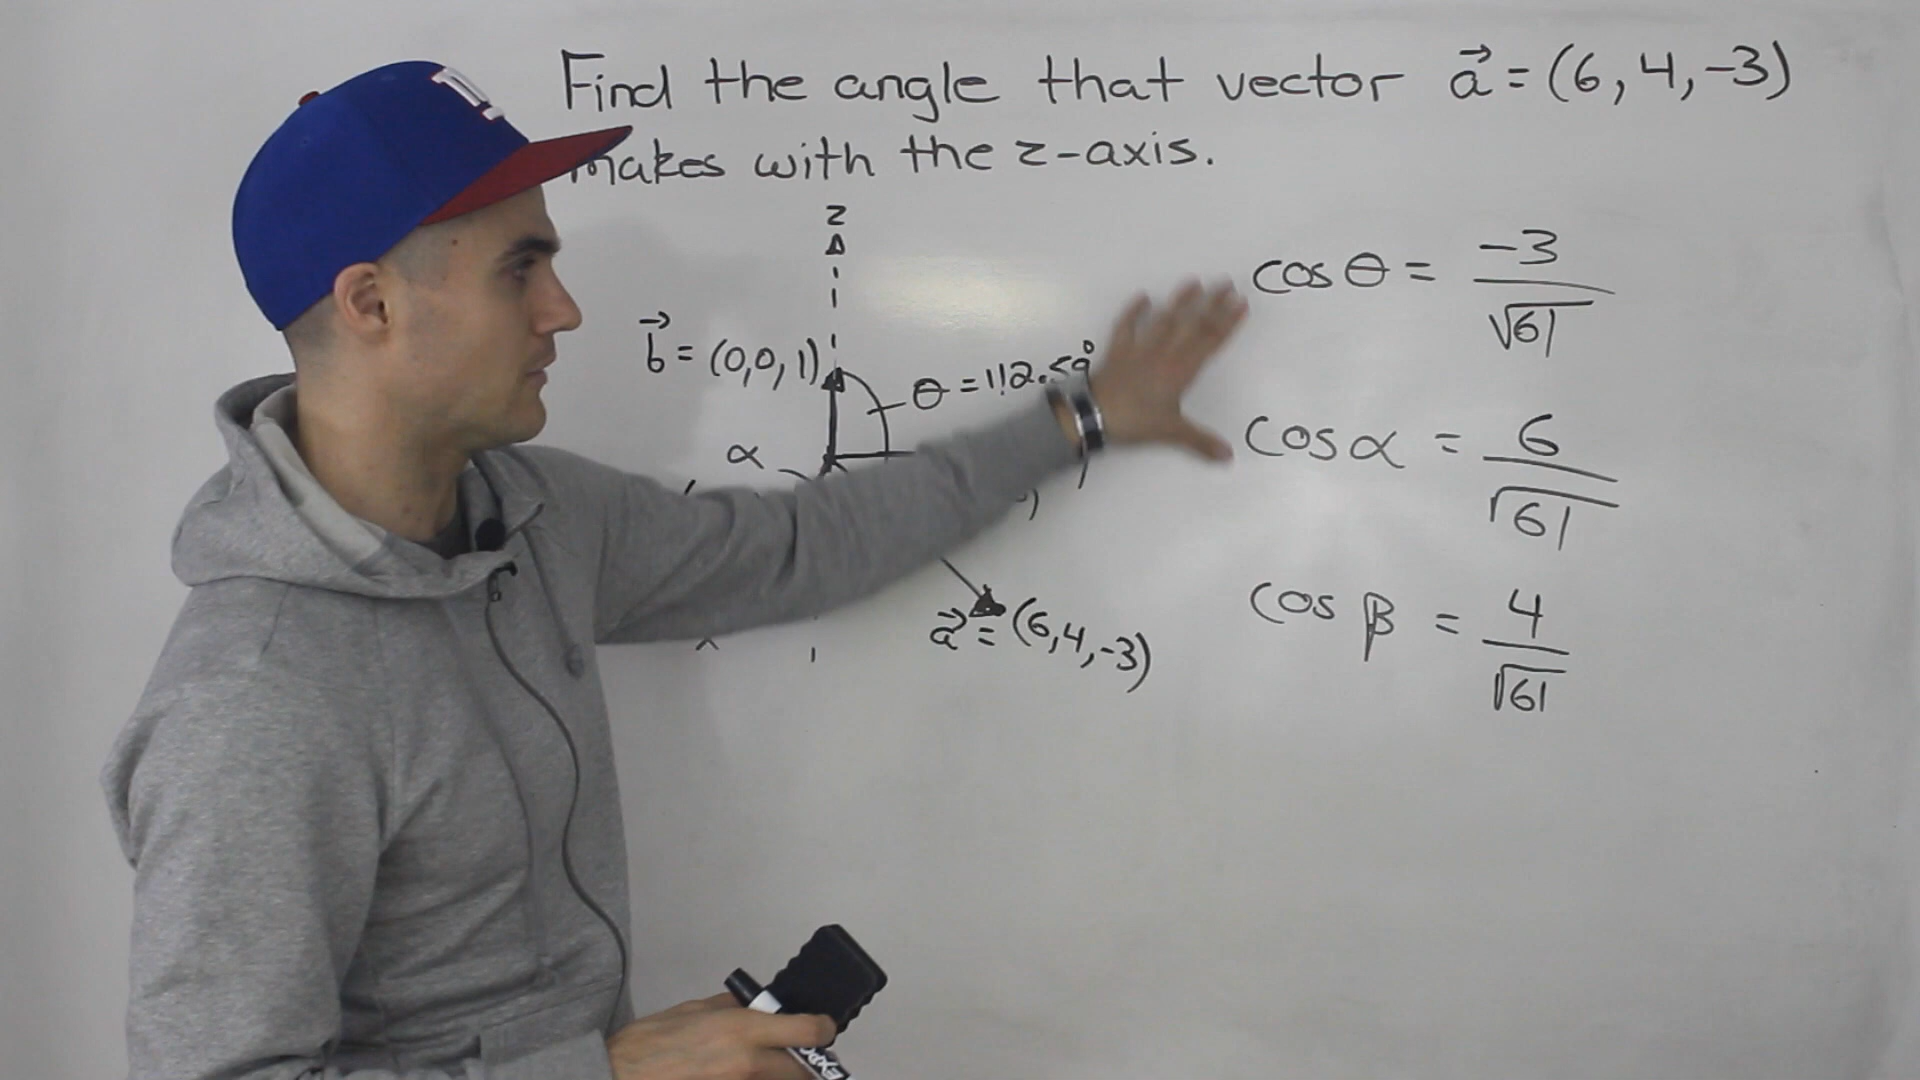 Find the angle that vector a⃗ = (6, 4, -3)
makes with the z-axis.
z
b⃗ = (0,0,1)
θ = 112.59°
α
a⃗ = (6,4,-3)
cos θ = -3/√61
cos α = 6/√61
cos β = 4/√61
EXPO